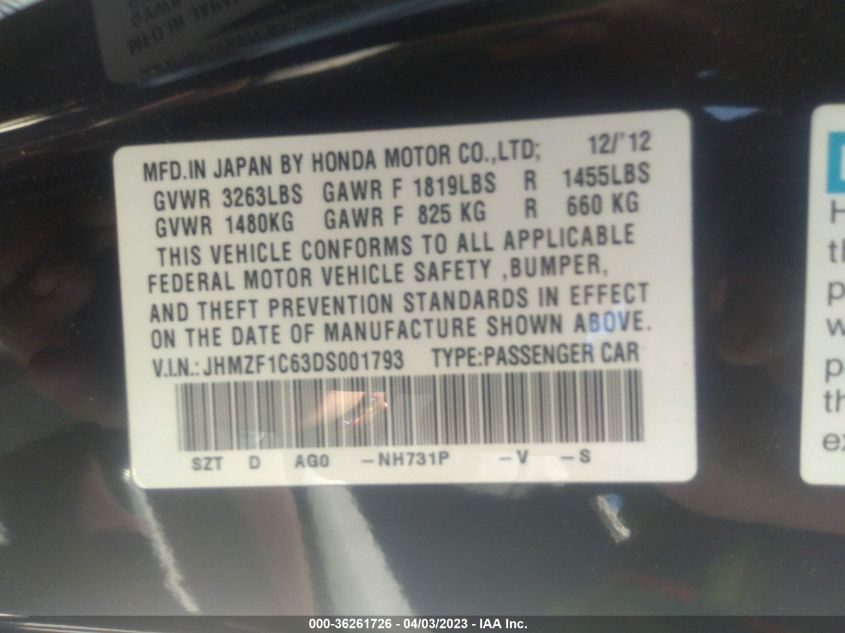 MFD.IN JAPAN BY HONDA MOTOR CO.,LTD; 12/'12
GVWR 3263LBS GAWR F 1819LBS R 1455LBS
GVWR 1480KG GAWR F 825 KG R 660 KG
THIS VEHICLE CONFORMS TO ALL APPLICABLE
FEDERAL MOTOR VEHICLE SAFETY ,BUMPER,
AND THEFT PREVENTION STANDARDS IN EFFECT
ON THE DATE OF MANUFACTURE SHOWN ABOVE.
V.I.N.:JHMZF1C63DS001793 TYPE:PASSENGER CAR
SZT D AG0 -NH731P -V -S
000-36261726 - 04/03/2023 - IAA Inc.